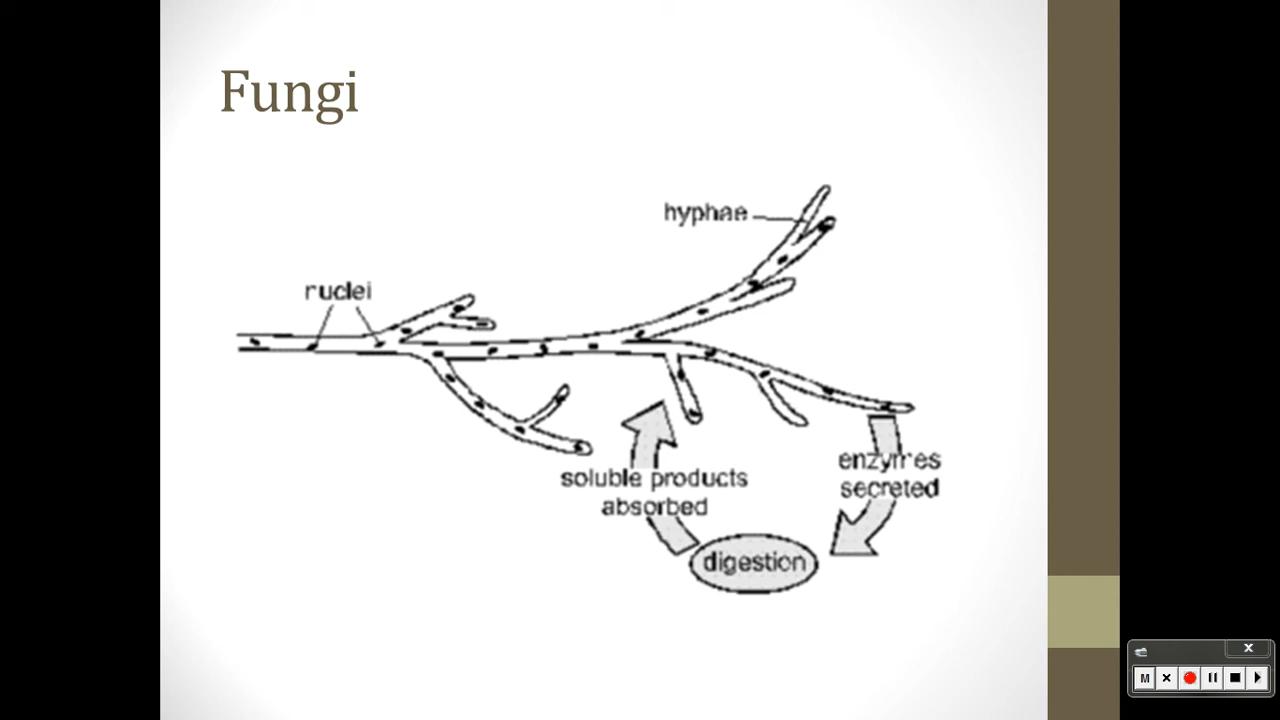 Fungi
hyphae
nuclei
enzymes
secreted
soluble products
absorbed
digestion
M